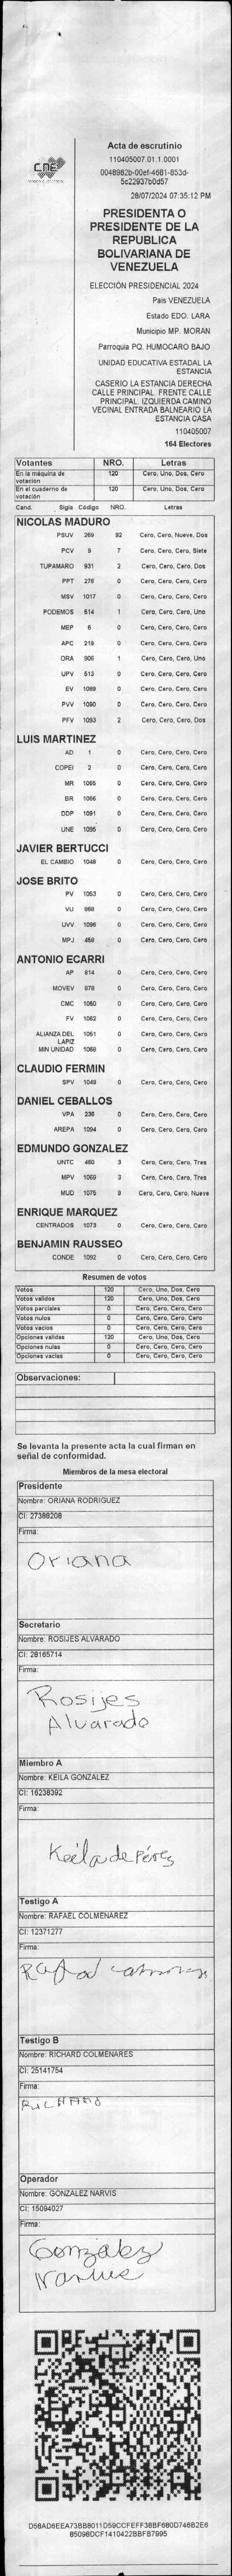 CNE
Acta de escrutinio
110405007.01.1.0001
0048982b-00ef-4681-853d-
5c22937b0d57
28/07/2024 07:35:12 PM
PRESIDENTA O
PRESIDENTE DE LA
REPUBLICA
BOLIVARIANA DE
VENEZUELA
ELECCIÓN PRESIDENCIAL 2024
País VENEZUELA
Estado EDO. LARA
Municipio MP. MORAN
Parroquia PQ. HUMOCARO BAJO
UNIDAD EDUCATIVA ESTADAL LA
ESTANCIA
CASERIO LA ESTANCIA DERECHA
CALLE PRINCIPAL. FRENTE CALLE
PRINCIPAL. IZQUIERDA CAMINO
VECINAL ENTRADA BALNEARIO LA
ESTANCIA CASA
110405007
164 Electores
Votantes NRO. Letras
En la máquina de votación 120 Cero, Uno, Dos, Cero
En el cuaderno de votación 120 Cero, Uno, Dos, Cero
Cand. Sigla Código NRO. Letras
NICOLAS MADURO
PSUV 269 92 Cero, Cero, Nueve, Dos
PCV 9 7 Cero, Cero, Cero, Siete
TUPAMARO 931 2 Cero, Cero, Cero, Dos
PPT 276 0 Cero, Cero, Cero, Cero
MSV 1017 0 Cero, Cero, Cero, Cero
PODEMOS 514 1 Cero, Cero, Cero, Uno
MEP 6 0 Cero, Cero, Cero, Cero
APC 219 0 Cero, Cero, Cero, Cero
ORA 906 1 Cero, Cero, Cero, Uno
UPV 513 0 Cero, Cero, Cero, Cero
EV 1089 0 Cero, Cero, Cero, Cero
PVV 1090 0 Cero, Cero, Cero, Cero
PFV 1093 2 Cero, Cero, Cero, Dos
LUIS MARTINEZ
AD 1 0 Cero, Cero, Cero, Cero
COPEI 2 0 Cero, Cero, Cero, Cero
MR 1065 0 Cero, Cero, Cero, Cero
BR 1066 0 Cero, Cero, Cero, Cero
DDP 1091 0 Cero, Cero, Cero, Cero
UNE 1095 0 Cero, Cero, Cero, Cero
JAVIER BERTUCCI
EL CAMBIO 1048 0 Cero, Cero, Cero, Cero
JOSE BRITO
PV 1053 0 Cero, Cero, Cero, Cero
VU 868 0 Cero, Cero, Cero, Cero
UVV 1096 0 Cero, Cero, Cero, Cero
MPJ 458 0 Cero, Cero, Cero, Cero
ANTONIO ECARRI
AP 814 0 Cero, Cero, Cero, Cero
MOVEV 878 0 Cero, Cero, Cero, Cero
CMC 1050 0 Cero, Cero, Cero, Cero
FV 1062 0 Cero, Cero, Cero, Cero
ALIANZA DEL LAPIZ 1051 0 Cero, Cero, Cero, Cero
MIN UNIDAD 1068 0 Cero, Cero, Cero, Cero
CLAUDIO FERMIN
SPV 1049 0 Cero, Cero, Cero, Cero
DANIEL CEBALLOS
VPA 236 0 Cero, Cero, Cero, Cero
AREPA 1094 0 Cero, Cero, Cero, Cero
EDMUNDO GONZALEZ
UNTC 460 3 Cero, Cero, Cero, Tres
MPV 1069 3 Cero, Cero, Cero, Tres
MUD 1075 9 Cero, Cero, Cero, Nueve
ENRIQUE MARQUEZ
CENTRADOS 1073 0 Cero, Cero, Cero, Cero
BENJAMIN RAUSSEO
CONDE 1092 0 Cero, Cero, Cero, Cero
Resumen de votos
Votos 120 Cero, Uno, Dos, Cero
Votos validos 120 Cero, Uno, Dos, Cero
Votos parciales 0 Cero, Cero, Cero, Cero
Votos nulos 0 Cero, Cero, Cero, Cero
Votos vacios 0 Cero, Cero, Cero, Cero
Opciones validas 120 Cero, Uno, Dos, Cero
Opciones nulas 0 Cero, Cero, Cero, Cero
Opciones vacias 0 Cero, Cero, Cero, Cero
Observaciones:
Se levanta la presente acta la cual firman en
señal de conformidad.
Miembros de la mesa electoral
Presidente
Nombre: ORIANA RODRIGUEZ
CI: 27386208
Firma:
Oriana
Secretario
Nombre: ROSIJES ALVARADO
CI: 28165714
Firma:
Rosijes
Alvarado
Miembro A
Nombre: KEILA GONZALEZ
CI: 16238392
Firma:
Keila de Pérez
Testigo A
Nombre: RAFAEL COLMENAREZ
CI: 12371277
Firma:
Testigo B
Nombre: RICHARD COLMENARES
CI: 25141754
Firma:
RICHARD
Operador
Nombre: GONZALEZ NARVIS
CI: 15094027
Firma:
Gonzalez
Narvis
D58AD6EEA73BB8011D59CCFEFF38BF680D746B2E6
85098DCF1410422BBFB7995